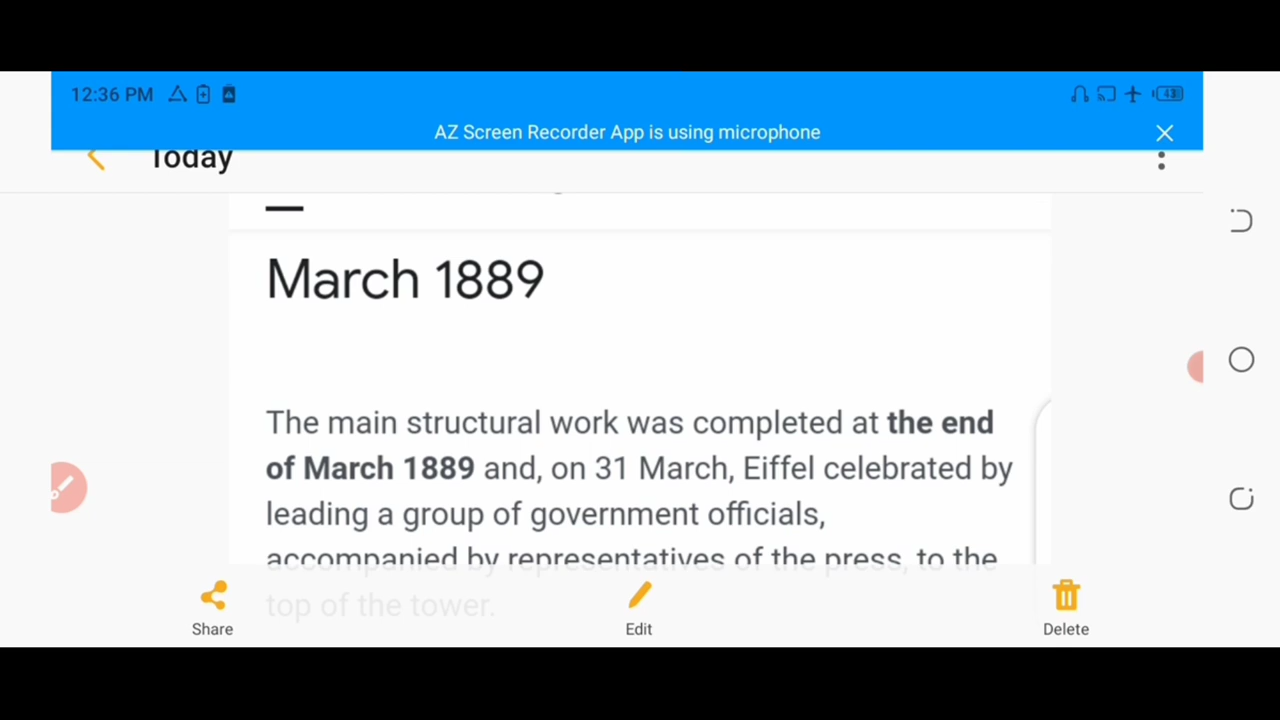 12:36 PM
43
AZ Screen Recorder App is using microphone
Today
March 1889
The main structural work was completed at the end
of March 1889 and, on 31 March, Eiffel celebrated by
leading a group of government officials,
accompanied by representatives of the press, to the
top of the tower.
Share
Edit
Delete